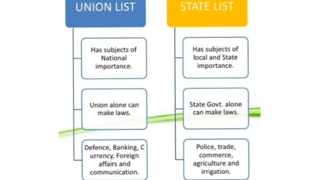 UNION LIST
Has subjects of
National
importance.
Union alone can
make laws.
Defence, Banking, C
urrency, Foreign
affairs and
communication.
STATE LIST
Has subjects of
local and State
importance.
State Govt. alone
can make laws.
Police, trade,
commerce,
agriculture and
irrigation.